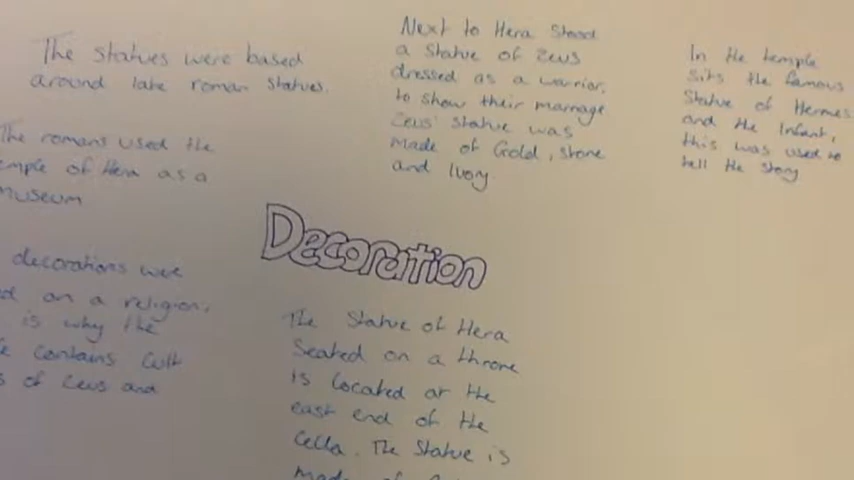 The statues were based
around late roman statues.
Next to Hera stood
a statue of Zeus
dressed as a warrior,
to show their marriage
Zeus' statue was
made of Gold, stone
and Ivory.
In the temple
sits the famous
statue of Hermes
and the Infant,
this was used to
tell the story
The romans used the
emple of Hera as a
museum
Decoration
decorations were
d on a religion,
is why the
contains cult
s of Zeus and
The Statue of Hera
Seated on a throne
is located at the
east end of the
Cella. The Statue is
made of